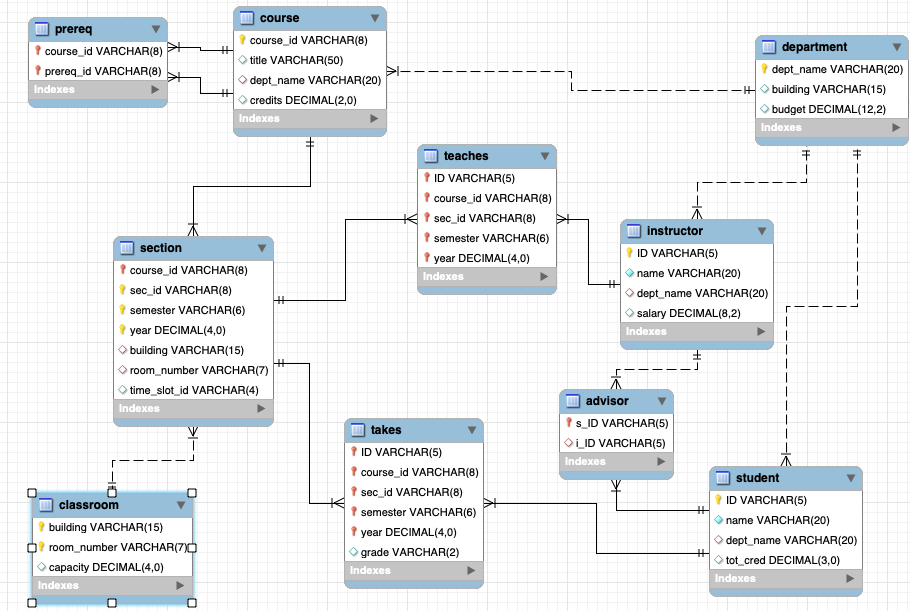 prereq
course_id VARCHAR(8)
prereq_id VARCHAR(8)
Indexes
course
course_id VARCHAR(8)
title VARCHAR(50)
dept_name VARCHAR(20)
credits DECIMAL(2,0)
Indexes
department
dept_name VARCHAR(20)
building VARCHAR(15)
budget DECIMAL(12,2)
Indexes
teaches
ID VARCHAR(5)
course_id VARCHAR(8)
sec_id VARCHAR(8)
semester VARCHAR(6)
year DECIMAL(4,0)
Indexes
instructor
ID VARCHAR(5)
name VARCHAR(20)
dept_name VARCHAR(20)
salary DECIMAL(8,2)
Indexes
section
course_id VARCHAR(8)
sec_id VARCHAR(8)
semester VARCHAR(6)
year DECIMAL(4,0)
building VARCHAR(15)
room_number VARCHAR(7)
time_slot_id VARCHAR(4)
Indexes
advisor
s_ID VARCHAR(5)
i_ID VARCHAR(5)
Indexes
takes
ID VARCHAR(5)
course_id VARCHAR(8)
sec_id VARCHAR(8)
semester VARCHAR(6)
year DECIMAL(4,0)
grade VARCHAR(2)
Indexes
student
ID VARCHAR(5)
name VARCHAR(20)
dept_name VARCHAR(20)
tot_cred DECIMAL(3,0)
Indexes
classroom
building VARCHAR(15)
room_number VARCHAR(7)
capacity DECIMAL(4,0)
Indexes